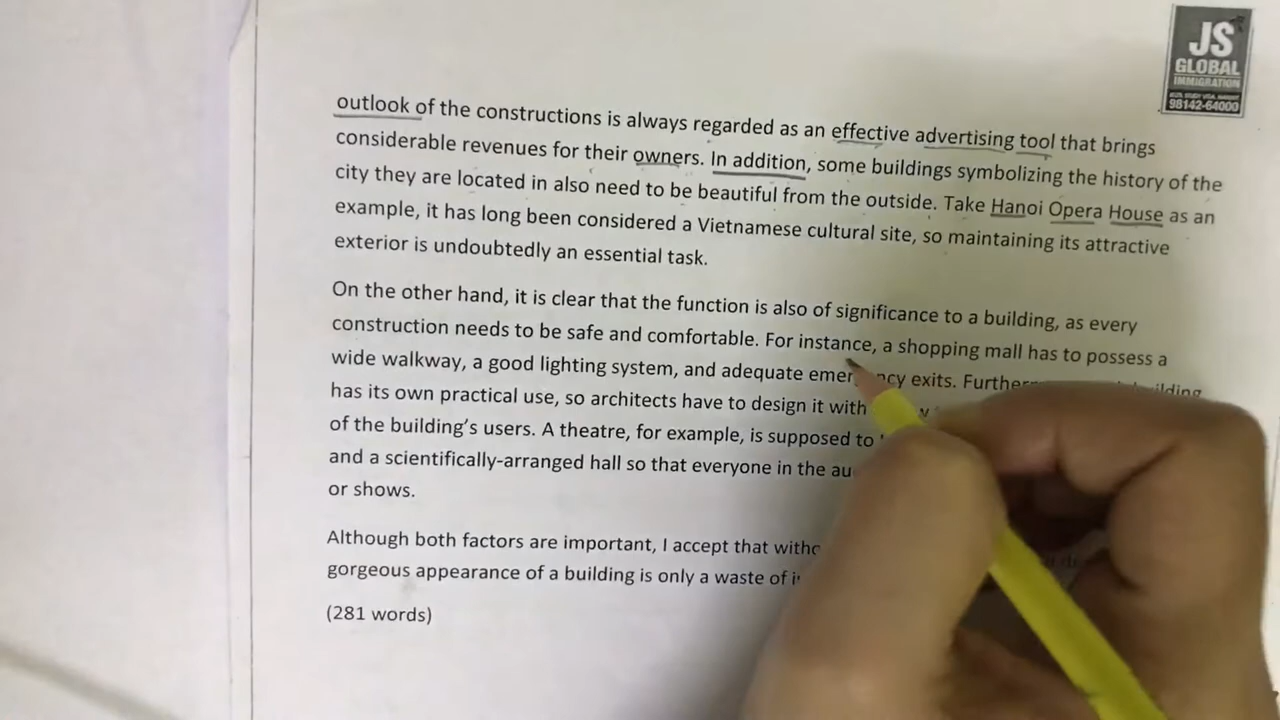 JS
GLOBAL
IMMIGRATION
98142-64000
outlook of the constructions is always regarded as an effective advertising tool that brings
considerable revenues for their owners. In addition, some buildings symbolizing the history of the
city they are located in also need to be beautiful from the outside. Take Hanoi Opera House as an
example, it has long been considered a Vietnamese cultural site, so maintaining its attractive
exterior is undoubtedly an essential task.
On the other hand, it is clear that the function is also of significance to a building, as every
construction needs to be safe and comfortable. For instance, a shopping mall has to possess a
wide walkway, a good lighting system, and adequate exits.
has its own practical use, so architects have to design it with
of the building's users. A theatre, for example, is supposed to
and a scientifically-arranged hall so that everyone in the
or shows.
Although both factors are important, I accept that
gorgeous appearance of a building is only a waste of
(281 words)